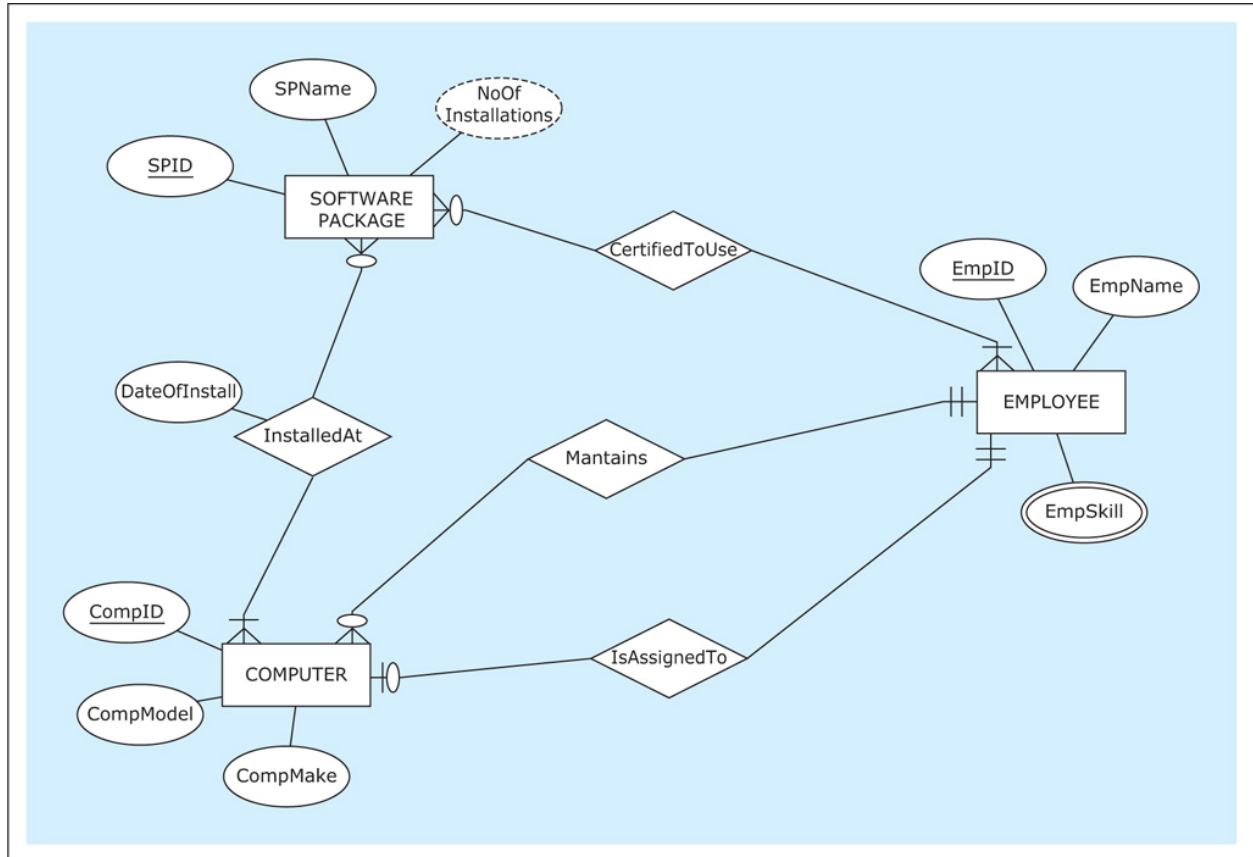 SPName
NoOf
Installations
SPID
SOFTWARE
PACKAGE
CertifiedToUse
EmpID
EmpName
DateOfInstall
EMPLOYEE
InstalledAt
Mantains
EmpSkill
CompID
IsAssignedTo
COMPUTER
CompModel
CompMake